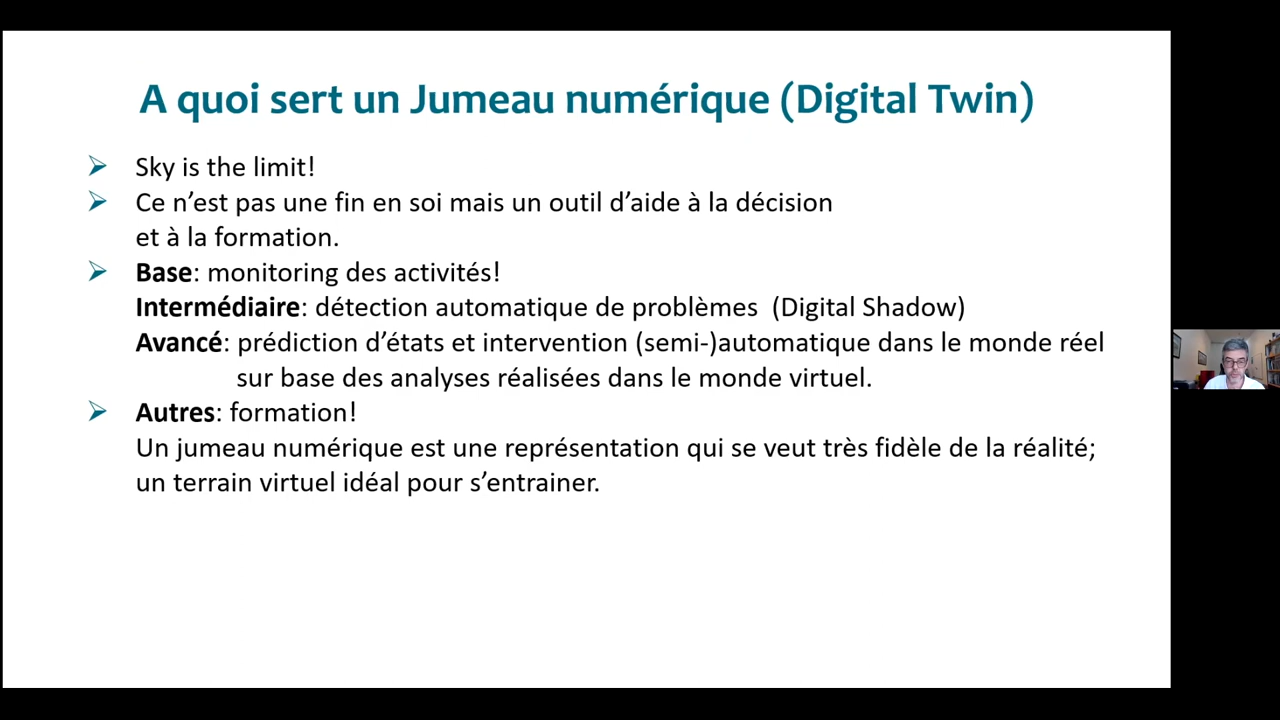 A quoi sert un Jumeau numérique (Digital Twin)
Sky is the limit!
Ce n’est pas une fin en soi mais un outil d’aide à la décision
et à la formation.
Base: monitoring des activités!
Intermédiaire: détection automatique de problèmes (Digital Shadow)
Avancé: prédiction d’états et intervention (semi-)automatique dans le monde réel
sur base des analyses réalisées dans le monde virtuel.
Autres: formation!
Un jumeau numérique est une représentation qui se veut très fidèle de la réalité;
un terrain virtuel idéal pour s’entrainer.